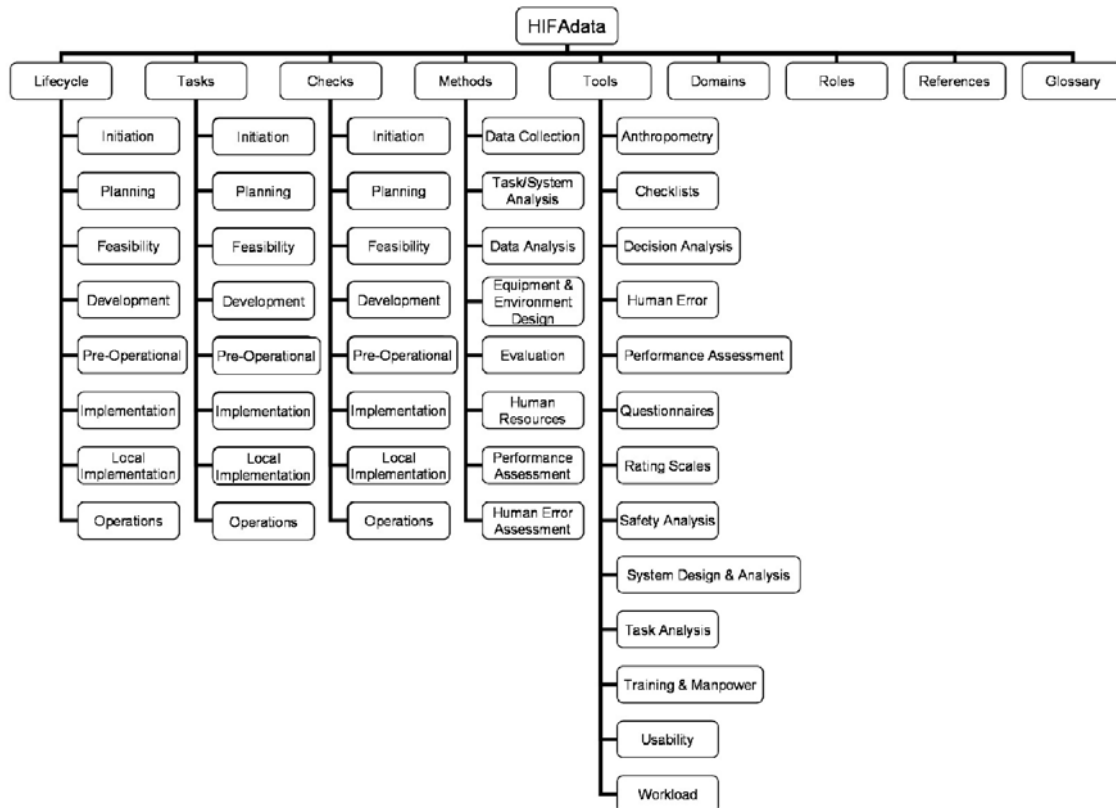 HIFAdata
Lifecycle
Tasks
Checks
Methods
Tools
Domains
Roles
References
Glossary
Initiation
Planning
Feasibility
Development
Pre-Operational
Implementation
Local
Implementation
Operations
Initiation
Planning
Feasibility
Development
Pre-Operational
Implementation
Local
Implementation
Operations
Initiation
Planning
Feasibility
Development
Pre-Operational
Implementation
Local
Implementation
Operations
Data Collection
Task/System
Analysis
Data Analysis
Equipment &
Environment
Design
Evaluation
Human
Resources
Performance
Assessment
Human Error
Assessment
Anthropometry
Checklists
Decision Analysis
Human Error
Performance Assessment
Questionnaires
Rating Scales
Safety Analysis
System Design & Analysis
Task Analysis
Training & Manpower
Usability
Workload